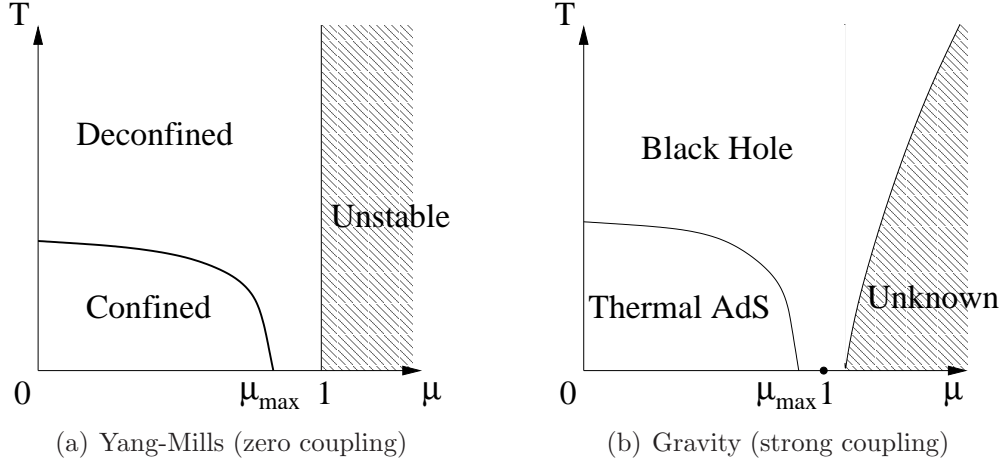 T
Deconfined
Unstable
Confined
0
μmax
1
μ
(a) Yang-Mills (zero coupling)
T
Black Hole
Unknown
Thermal AdS
0
μmax
1
μ
(b) Gravity (strong coupling)